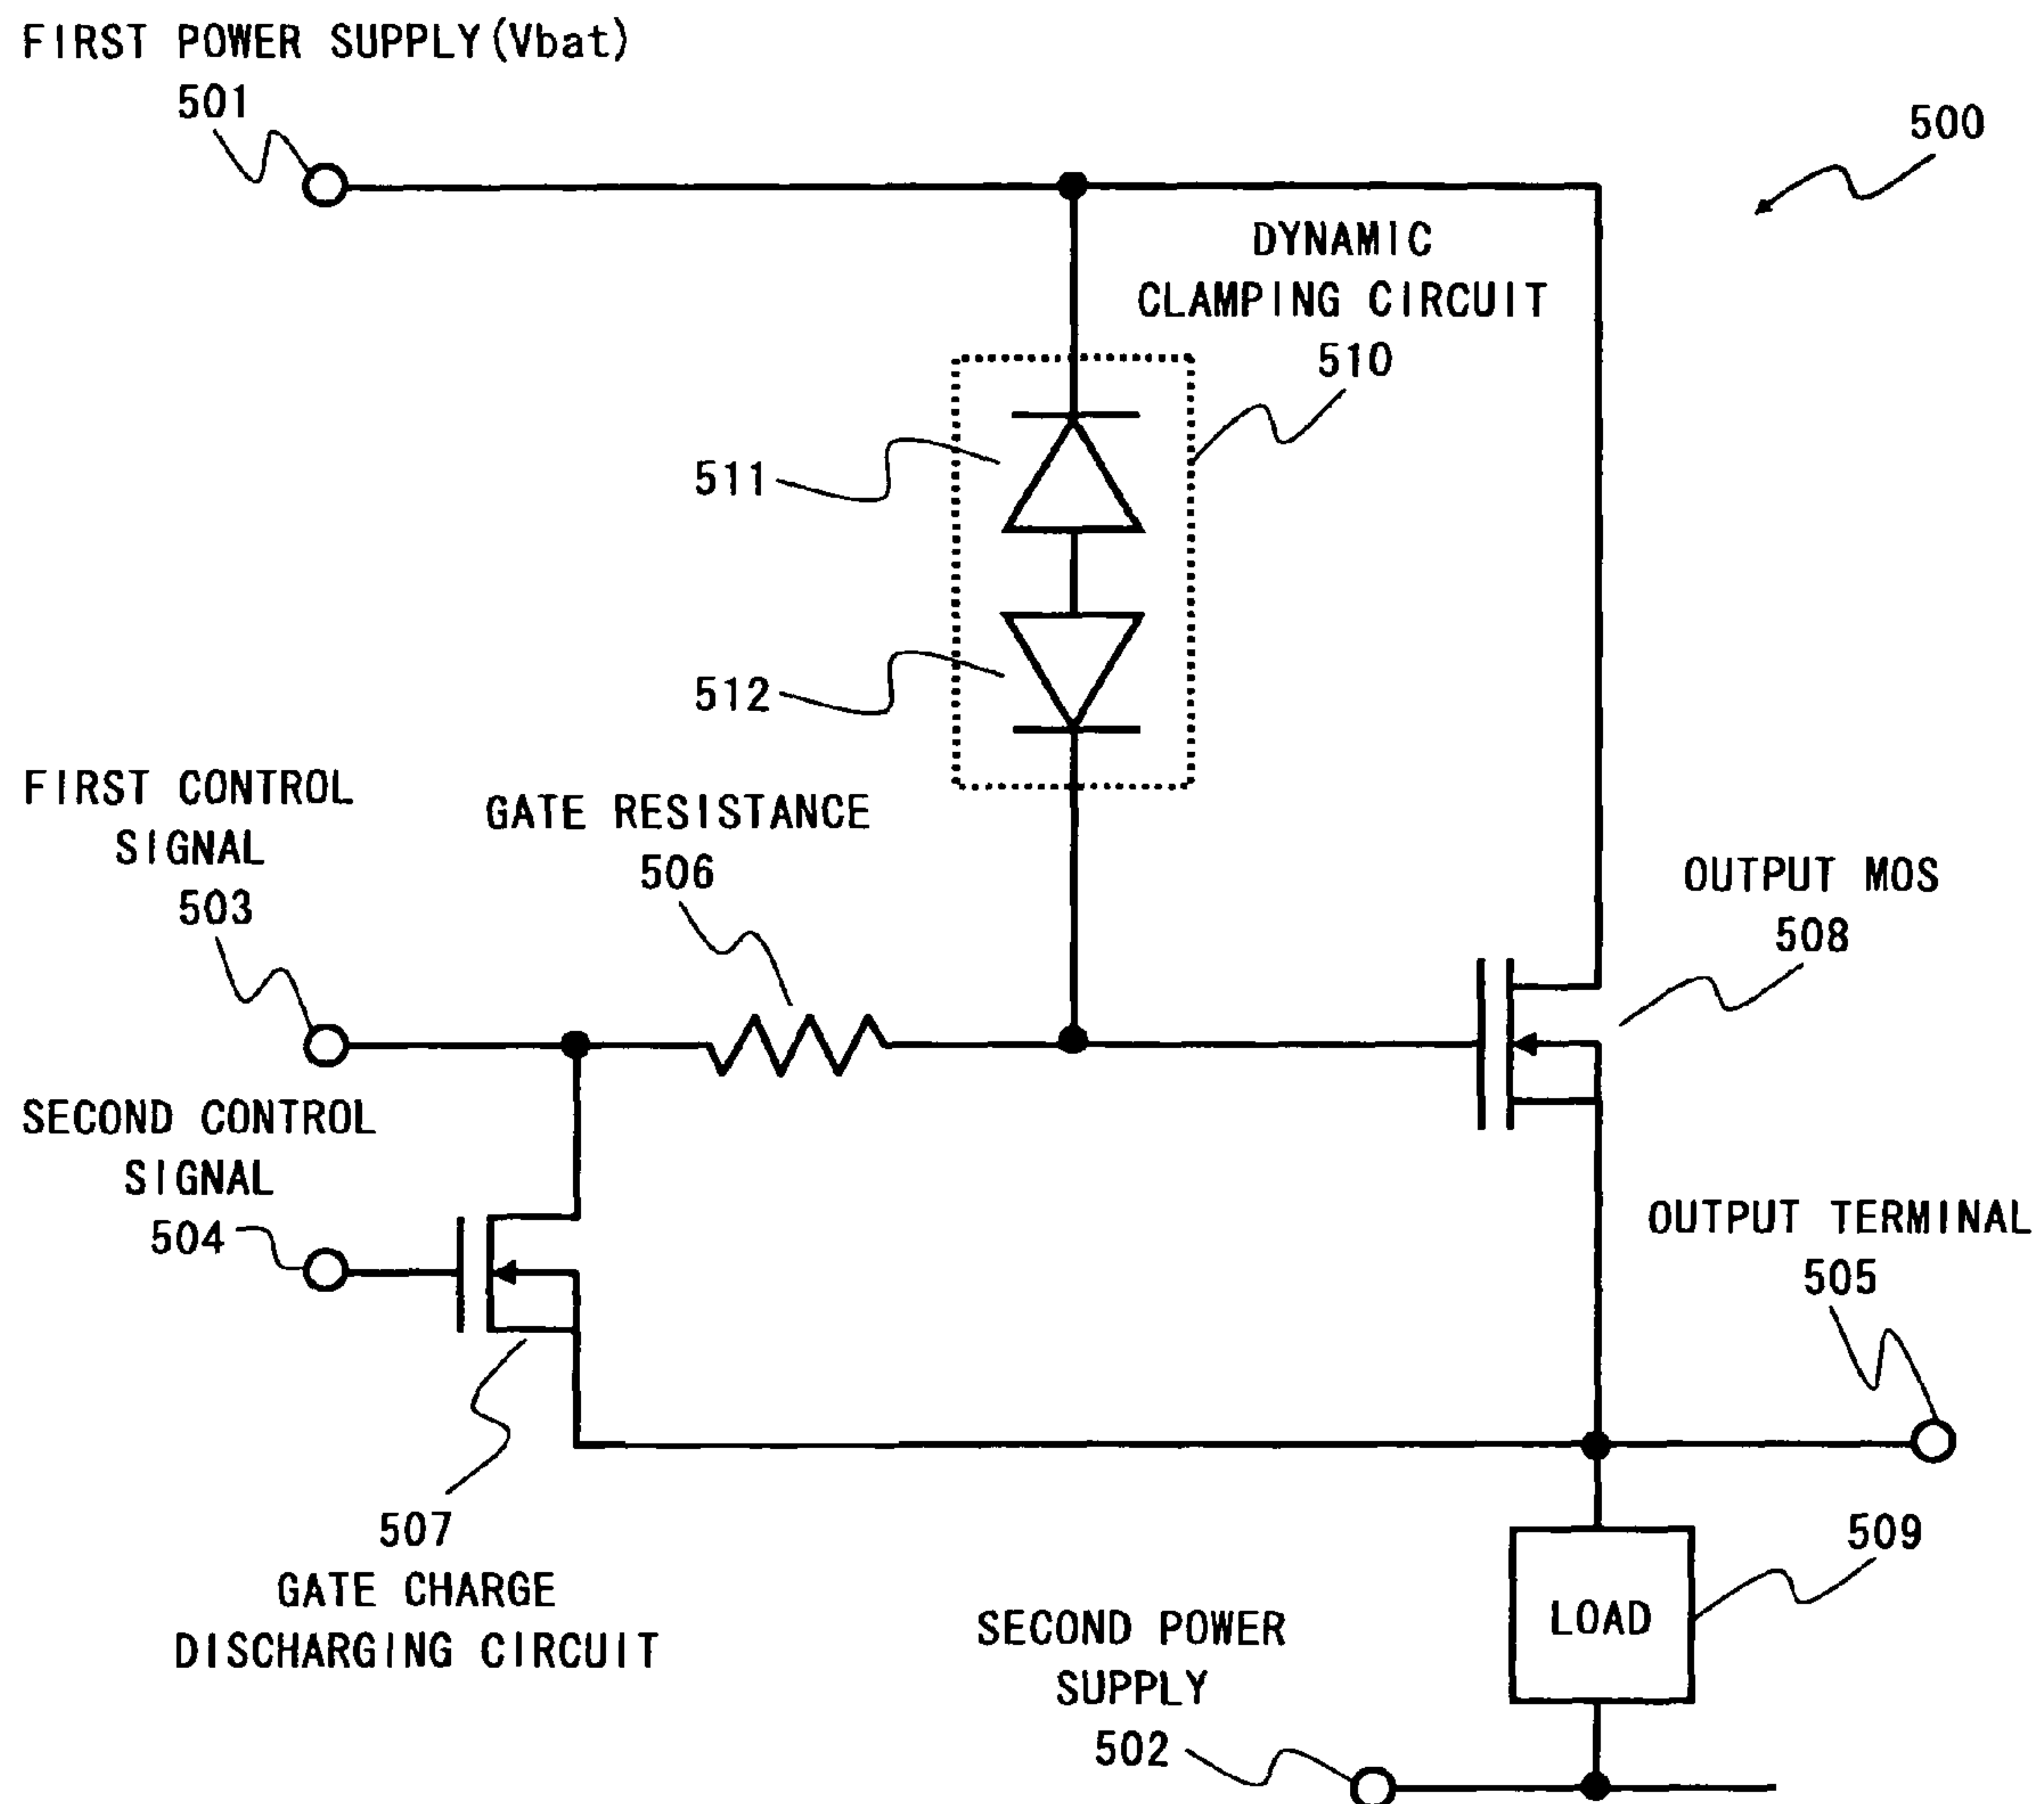 FIRST POWER SUPPLY(Vbat)
501
500
DYNAMIC
CLAMPING CIRCUIT
510
511
512
FIRST CONTROL
SIGNAL
503
GATE RESISTANCE
506
OUTPUT MOS
508
SECOND CONTROL
SIGNAL
504
OUTPUT TERMINAL
505
507
GATE CHARGE
DISCHARGING CIRCUIT
509
LOAD
SECOND POWER
SUPPLY
502